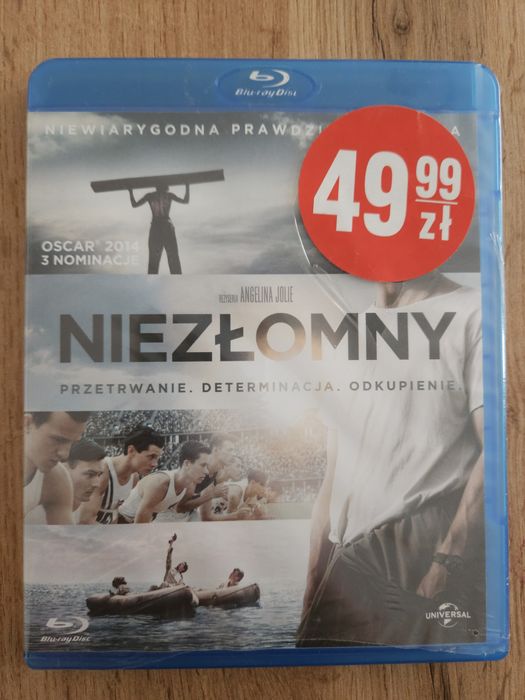 Blu-ray Disc
NIEWIARYGODNA
49 99
zł
OSCAR® 2014
3 NOMINACJE
REŻYSERIA ANGELINA JOLIE
NIEZŁOMNY
PRZETRWANIE. DETERMINACJA. ODKUPIENIE.
Blu-ray Disc
UNIVERSAL